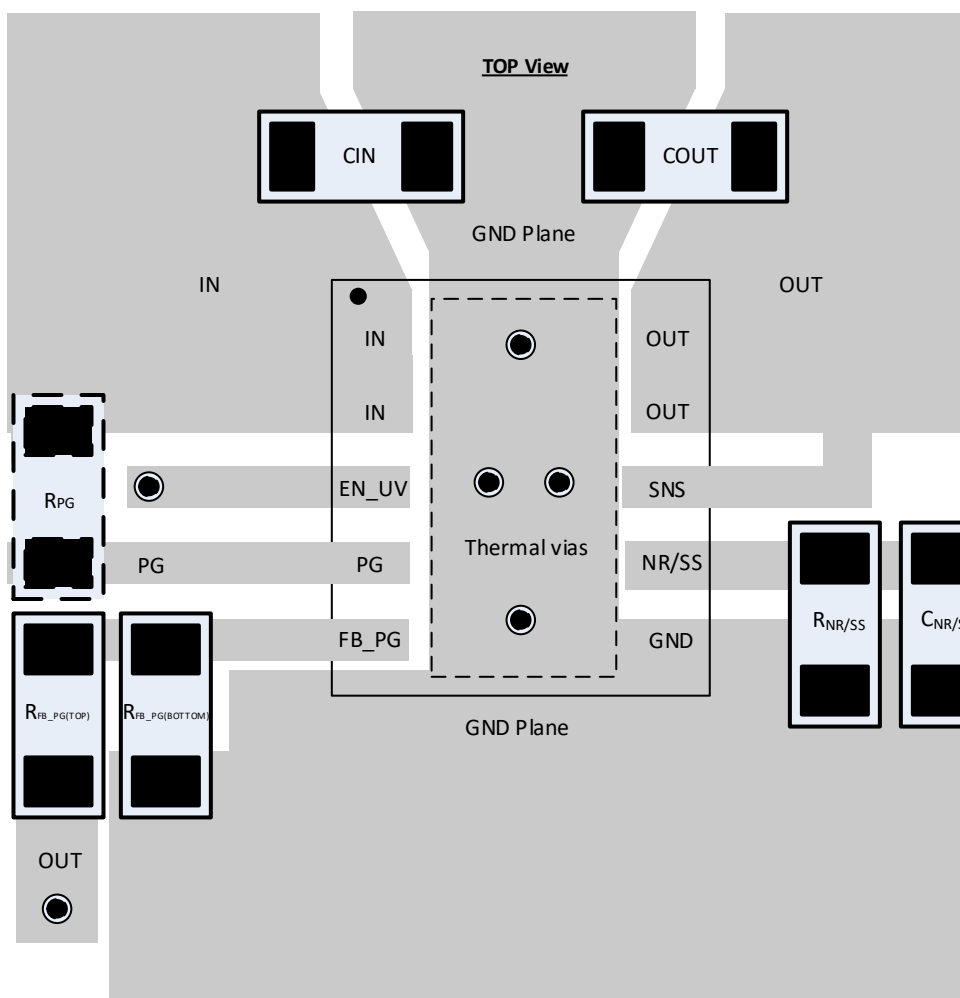 TOP View
CIN
COUT
GND Plane
IN
OUT
IN
OUT
IN
OUT
RPG
EN_UV
SNS
PG
PG
Thermal vias
NR/SS
FB_PG
GND
RNR/SS
CNR/S
RFB_PG(TOP)
RFB_PG(BOTTOM)
GND Plane
OUT